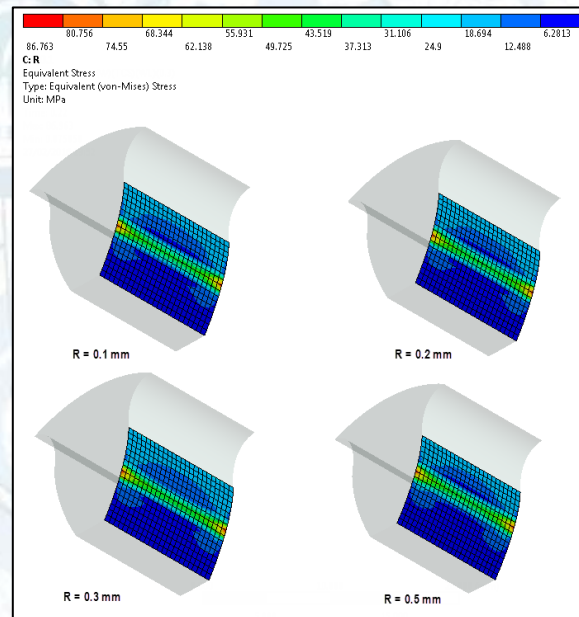 80.756 68.344 55.931 43.519 31.106 18.694 6.2813
86.763 74.55 62.138 49.725 37.313 24.9 12.488
C: R
Equivalent Stress
Type: Equivalent (von-Mises) Stress
Unit: MPa
R = 0.1 mm R = 0.2 mm
R = 0.3 mm R = 0.5 mm